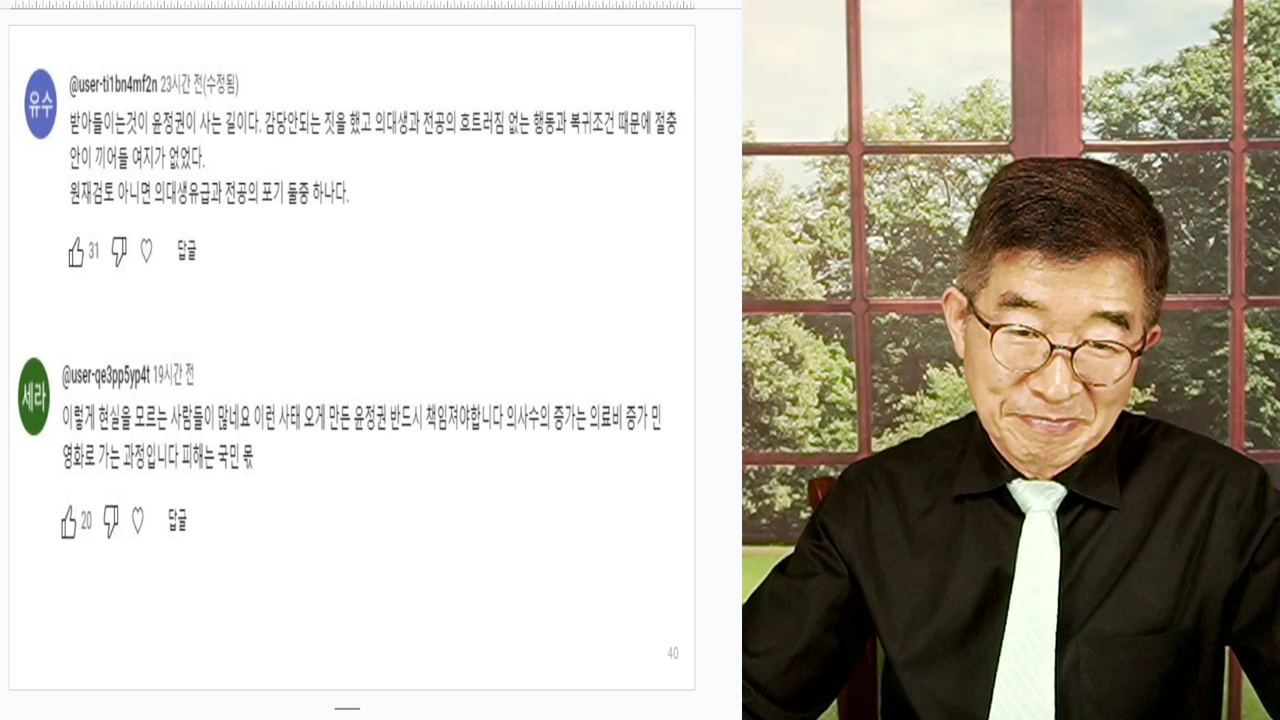 유수
@user-ti1bn4mf2n 23시간 전(수정됨)
받아들이는것이 윤정권이 사는 길이다. 감당안되는 짓을 했고 의대생과 전공의 흐트러짐 없는 행동과 복귀조건 때문에 절충
안이 끼어들 여지가 없었다.
원재검토 아니면 의대생유급과 전공의 포기 둘중 하나다.
31 답글
세라
@user-qe3pp5yp4t 19시간 전
이렇게 현실을 모르는 사람들이 많네요 이런 사태 오게 만든 윤정권 반드시 책임져야합니다 의사수의 증가는 의료비 증가 민
영화로 가는 과정입니다 피해는 국민 몫
20 답글
40